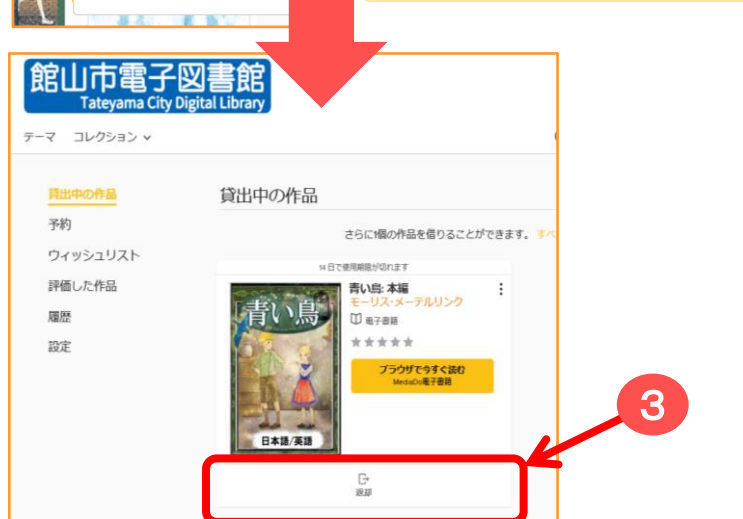 館山市電子図書館
Tateyama City Digital Library
テーマ コレクション
貸出中の作品
予約
ウィッシュリスト
評価した作品
履歴
設定
貸出中の作品
さらに1個の作品を借りることができます。 すべ
14 日で使用期限が切れます
青い鳥
日本語/英語
青い鳥: 本編
モーリス・メーテルリンク
電子書籍
ブラウザで今すぐ読む
MediaDo電子書籍
返却
3